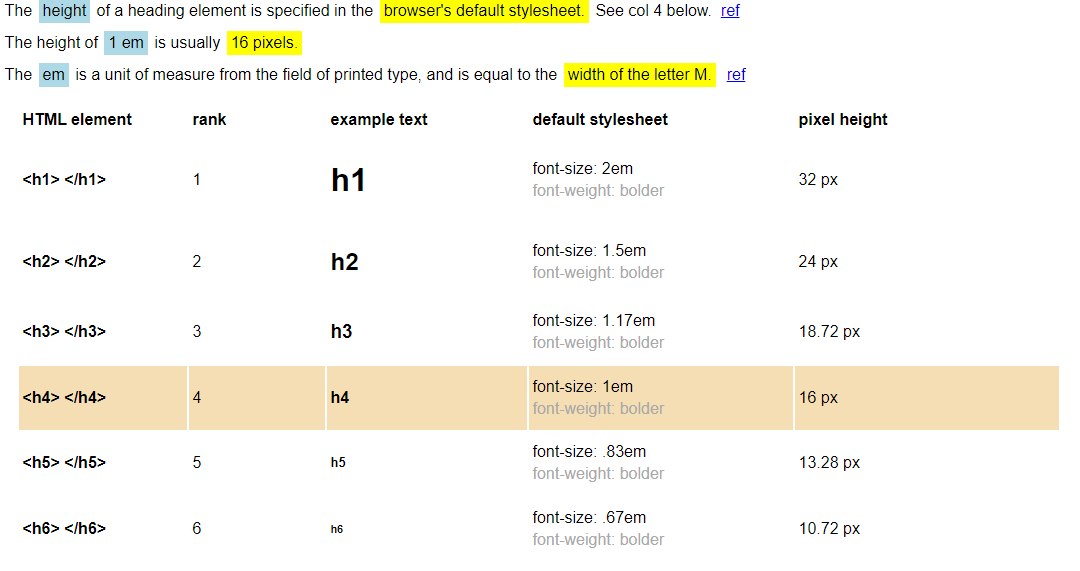 The height of a heading element is specified in the browser's default stylesheet. See col 4 below. ref
The height of 1 em is usually 16 pixels.
The em is a unit of measure from the field of printed type, and is equal to the width of the letter M. ref
HTML element rank example text default stylesheet pixel height
<h1> </h1> 1 h1 font-size: 2em 32 px
font-weight: bolder
<h2> </h2> 2 h2 font-size: 1.5em 24 px
font-weight: bolder
<h3> </h3> 3 h3 font-size: 1.17em 18.72 px
font-weight: bolder
<h4> </h4> 4 h4 font-size: 1em 16 px
font-weight: bolder
<h5> </h5> 5 h5 font-size: .83em 13.28 px
font-weight: bolder
<h6> </h6> 6 h6 font-size: .67em 10.72 px
font-weight: bolder